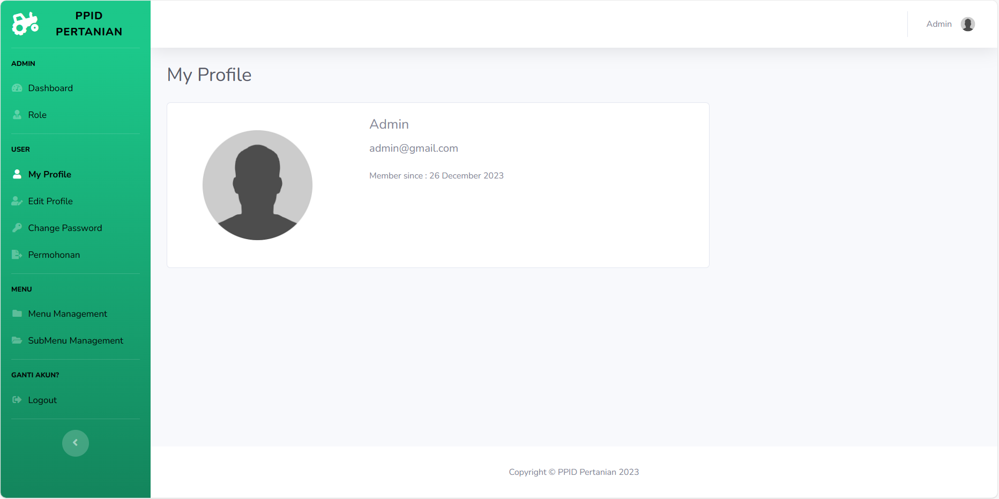 PPID
PERTANIAN
ADMIN
Dashboard
Role
USER
My Profile
Edit Profile
Change Password
Permohonan
MENU
Menu Management
SubMenu Management
GANTI AKUN?
Logout
Admin
My Profile
Admin
admin@gmail.com
Member since : 26 December 2023
Copyright © PPID Pertanian 2023